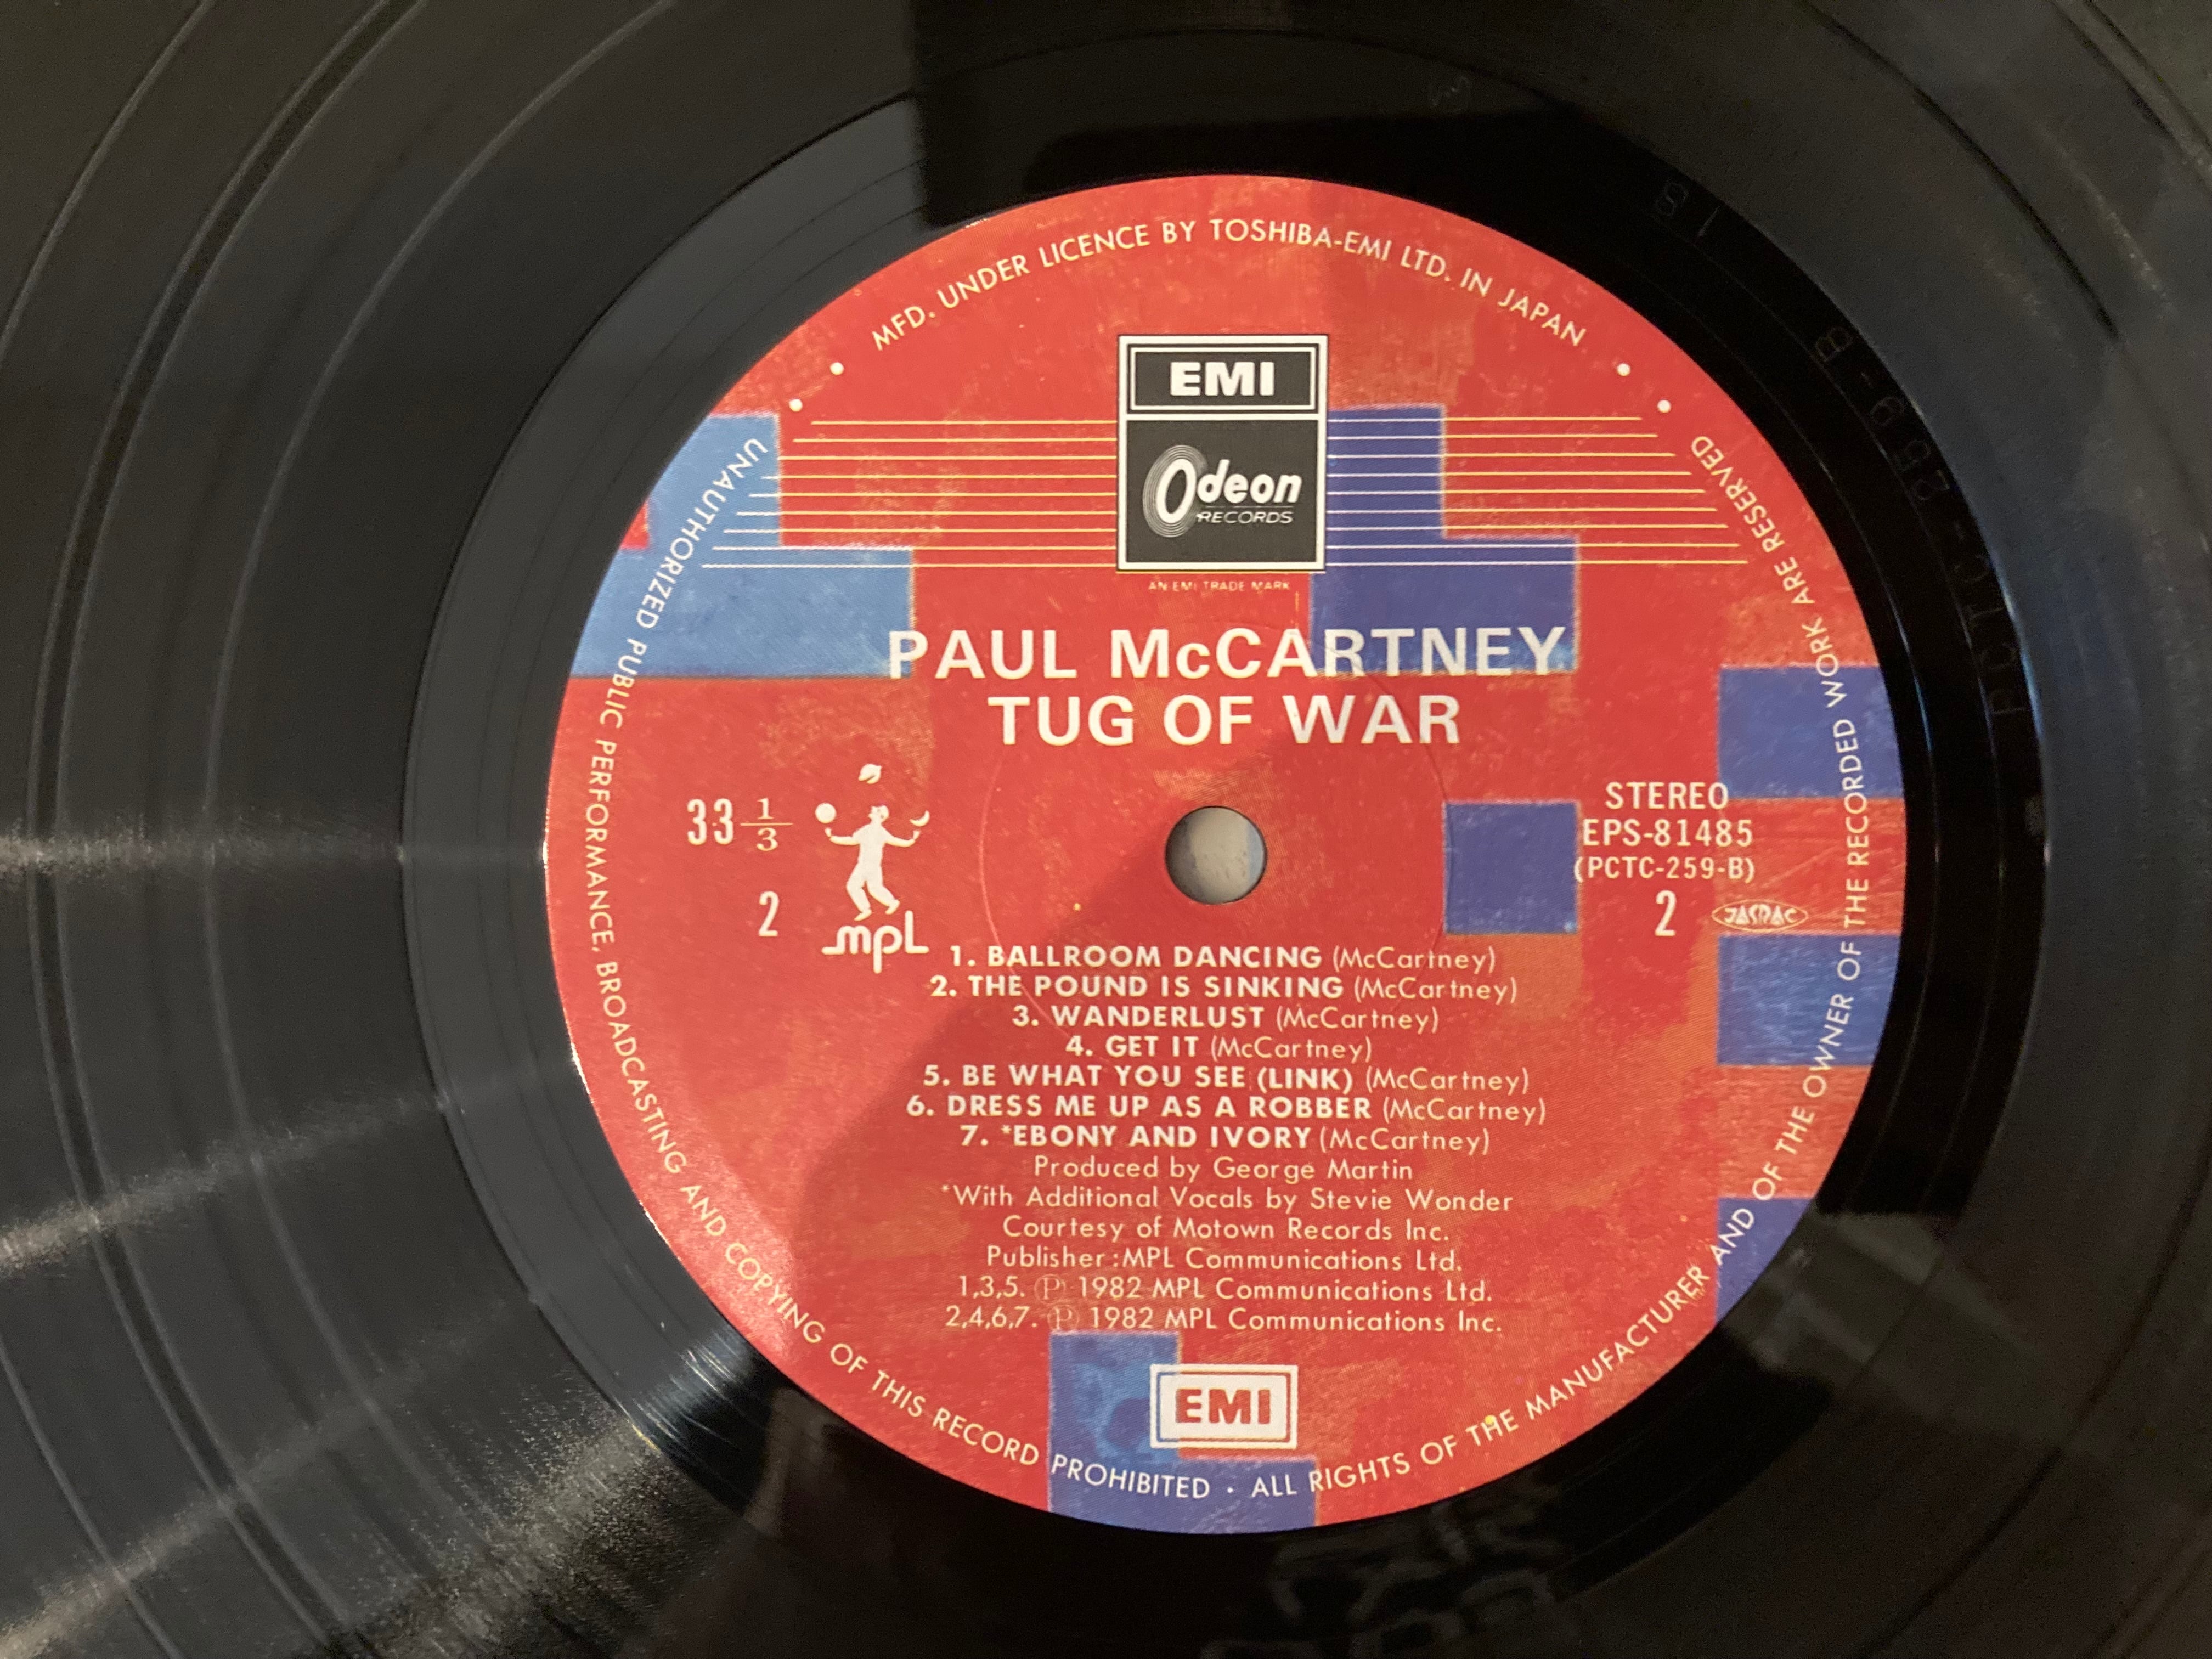 MFD. UNDER LICENCE BY TOSHIBA-EMI LTD. IN JAPAN
EMI
Odeon
RECORDS
AN EMI TRADE MARK
PAUL McCARTNEY
TUG OF WAR
33 1/3
2
mpl
STEREO
EPS-81485
(PCTC-259-B)
2
JASRAC
1. BALLROOM DANCING (McCartney)
2. THE POUND IS SINKING (McCartney)
3. WANDERLUST (McCartney)
4. GET IT (McCartney)
5. BE WHAT YOU SEE (LINK) (McCartney)
6. DRESS ME UP AS A ROBBER (McCartney)
7. *EBONY AND IVORY (McCartney)
Produced by George Martin
*With Additional Vocals by Stevie Wonder
Courtesy of Motown Records Inc.
Publisher:MPL Communications Ltd.
1,3,5. Ⓟ 1982 MPL Communications Ltd.
2,4,6,7. Ⓟ 1982 MPL Communications Inc.
EMI
UNAUTHORIZED PUBLIC PERFORMANCE, BROADCASTING AND COPYING OF THIS RECORD PROHIBITED · ALL RIGHTS OF THE MANUFACTURER AND OF THE OWNER OF THE RECORDED WORK ARE RESERVED